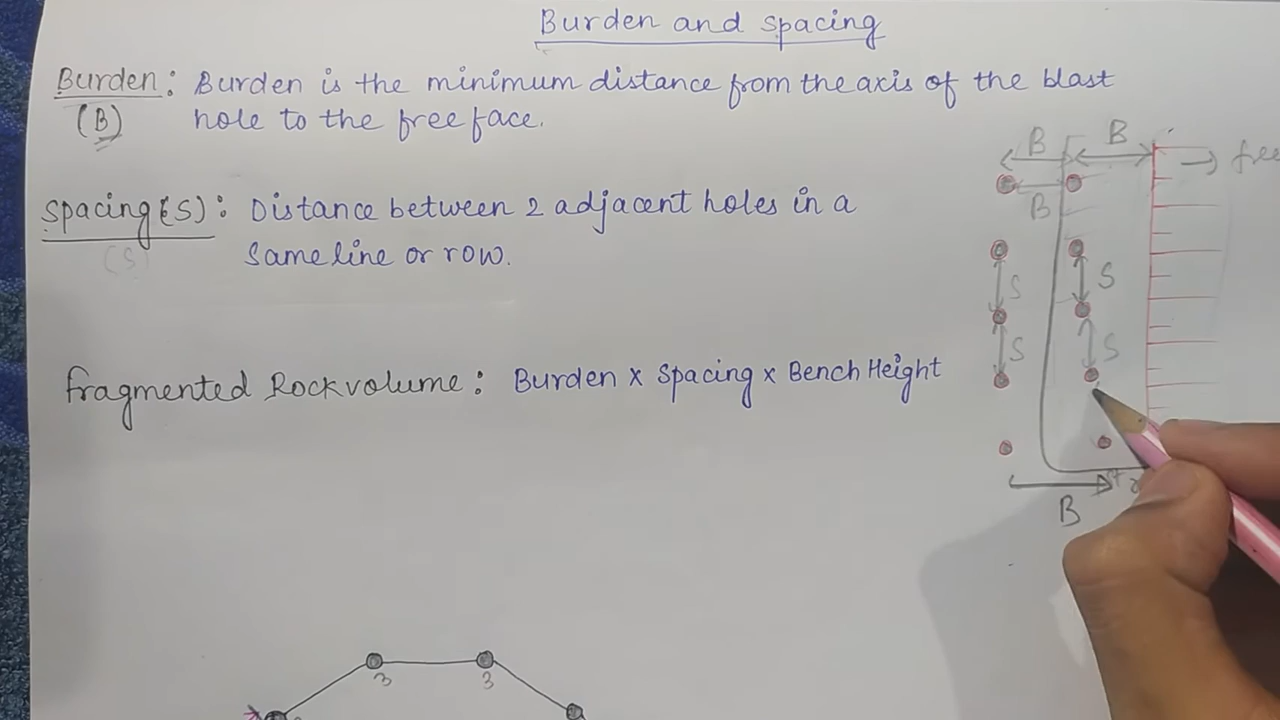 Burden and spacing
Burden: Burden is the minimum distance from the axis of the blast
(B) hole to the free face.
Spacing (S): Distance between 2 adjacent holes in a
(S) Same line or row.
Fragmented Rock volume: Burden x Spacing x Bench Height
B B
B
S S
S S
B
3 3